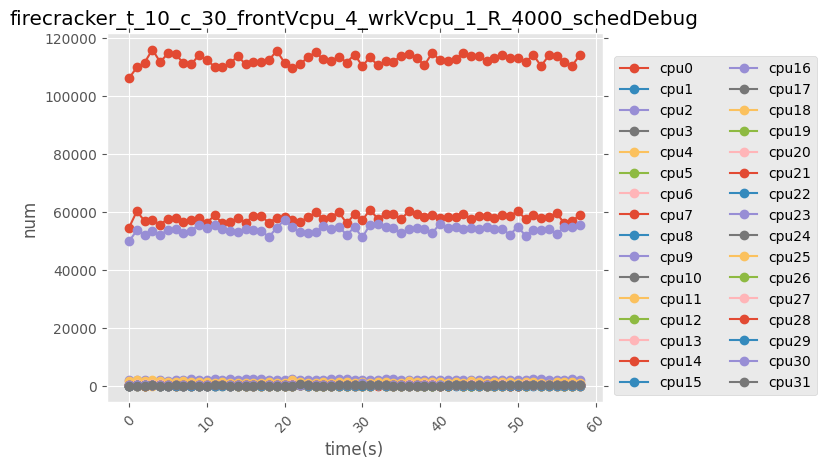 firecracker_t_10_c_30_frontVcpu_4_wrkVcpu_1_R_4000_schedDebug
120000
100000
80000
60000
40000
20000
0
num
0
10
20
30
40
50
60
time(s)
cpu0
cpu1
cpu2
cpu3
cpu4
cpu5
cpu6
cpu7
cpu8
cpu9
cpu10
cpu11
cpu12
cpu13
cpu14
cpu15
cpu16
cpu17
cpu18
cpu19
cpu20
cpu21
cpu22
cpu23
cpu24
cpu25
cpu26
cpu27
cpu28
cpu29
cpu30
cpu31